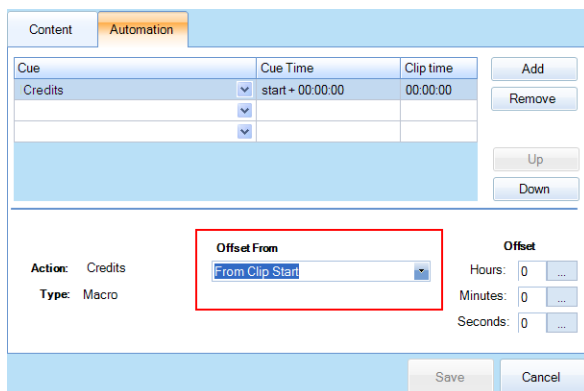 Content Automation
Cue Cue Time Clip time Add
Credits start + 00:00:00 00:00:00
Remove
Up
Down
Offset From Offset
Action: Credits From Clip Start Hours: 0 ...
Type: Macro Minutes: 0 ...
Seconds: 0 ...
Save Cancel